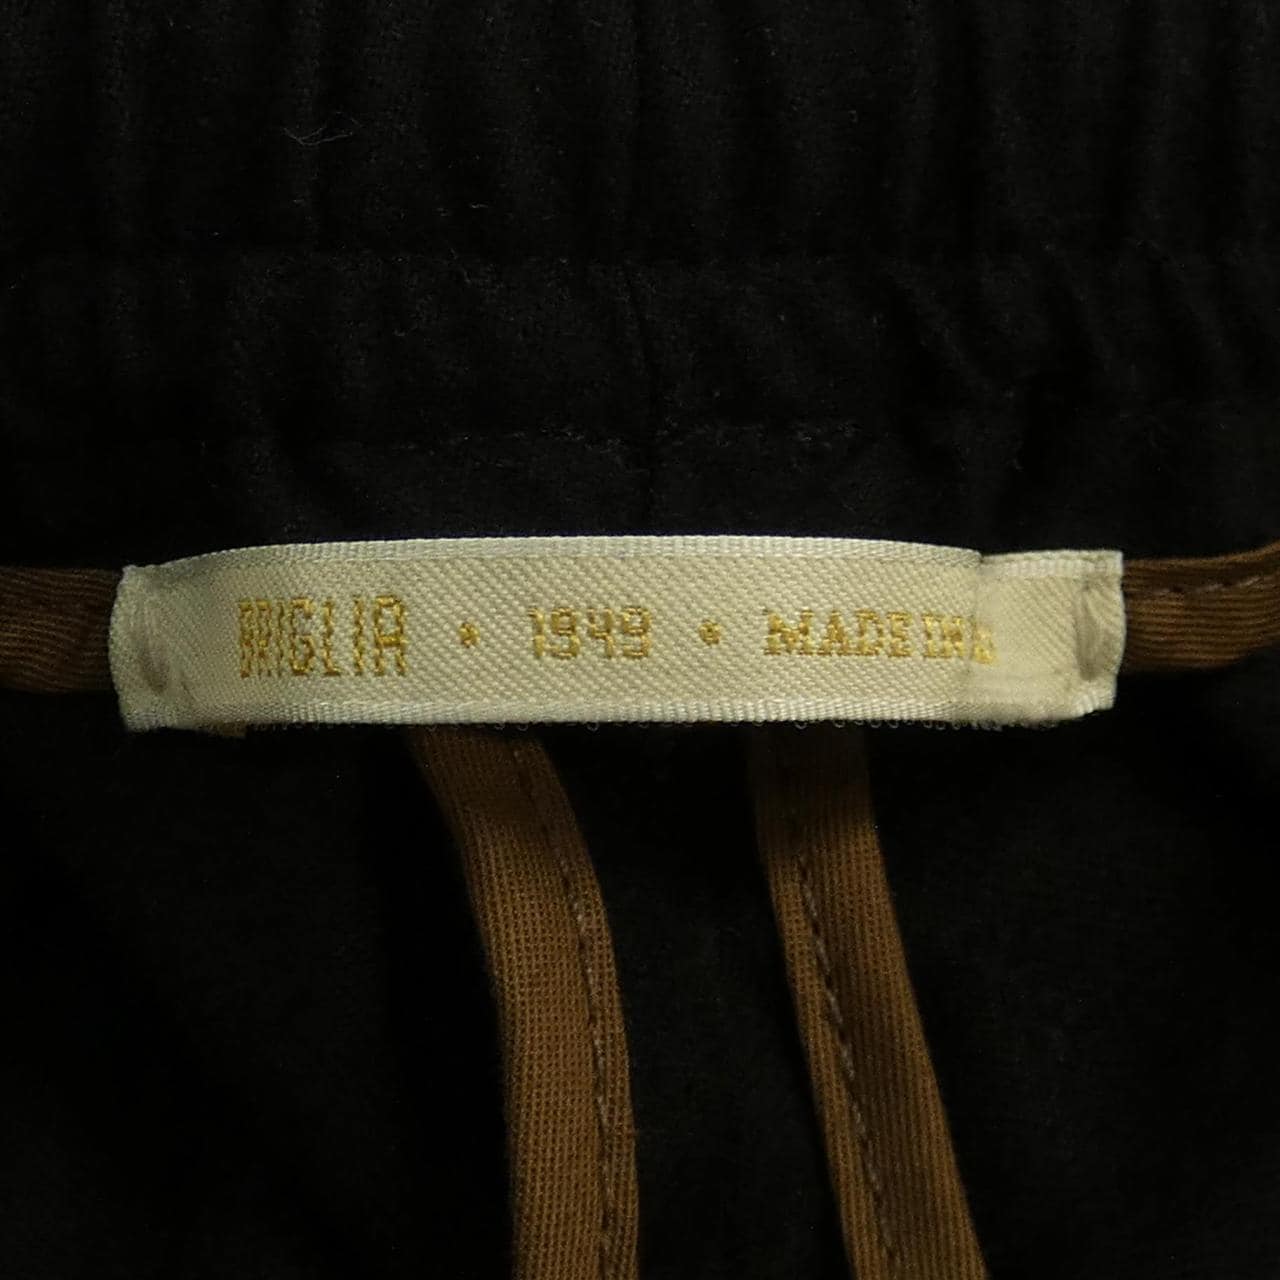 BRIGLIA • 1949 • MADE IN